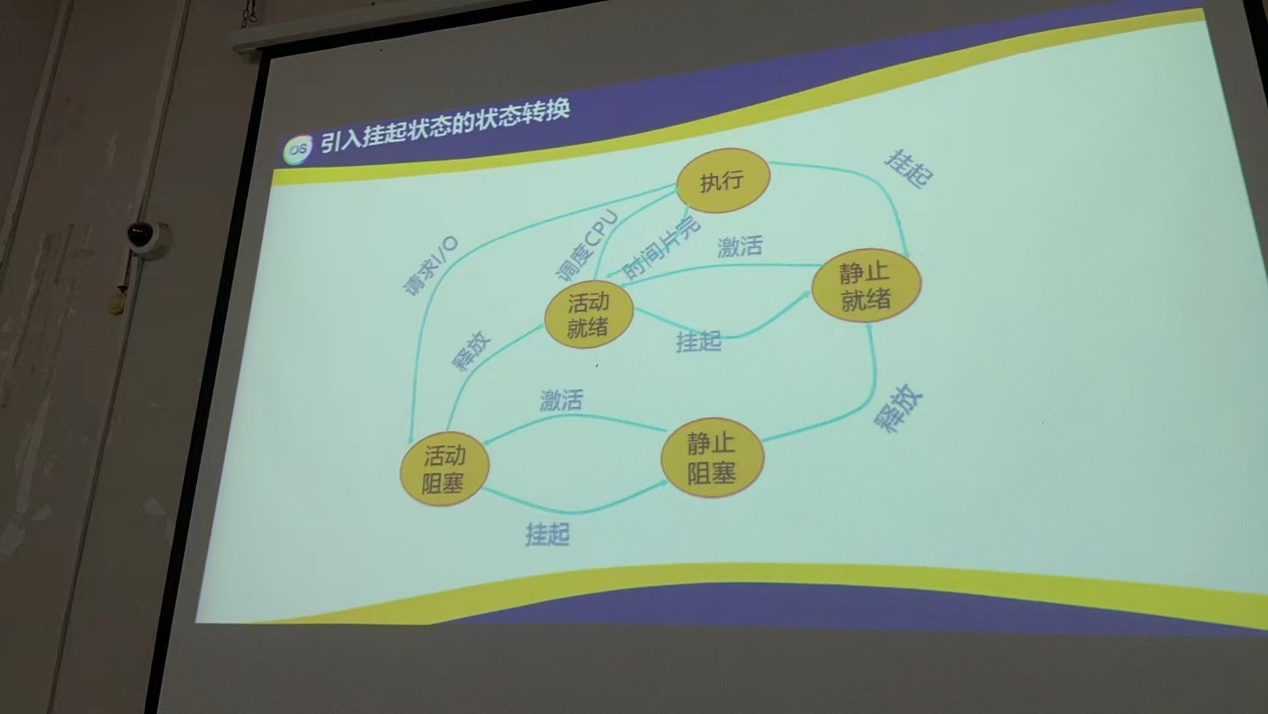 OS 引入挂起状态的状态转换
执行
挂起
请求I/O
调度CPU
时间片完
激活
静止
就绪
活动
就绪
挂起
释放
激活
释放
活动
阻塞
静止
阻塞
挂起